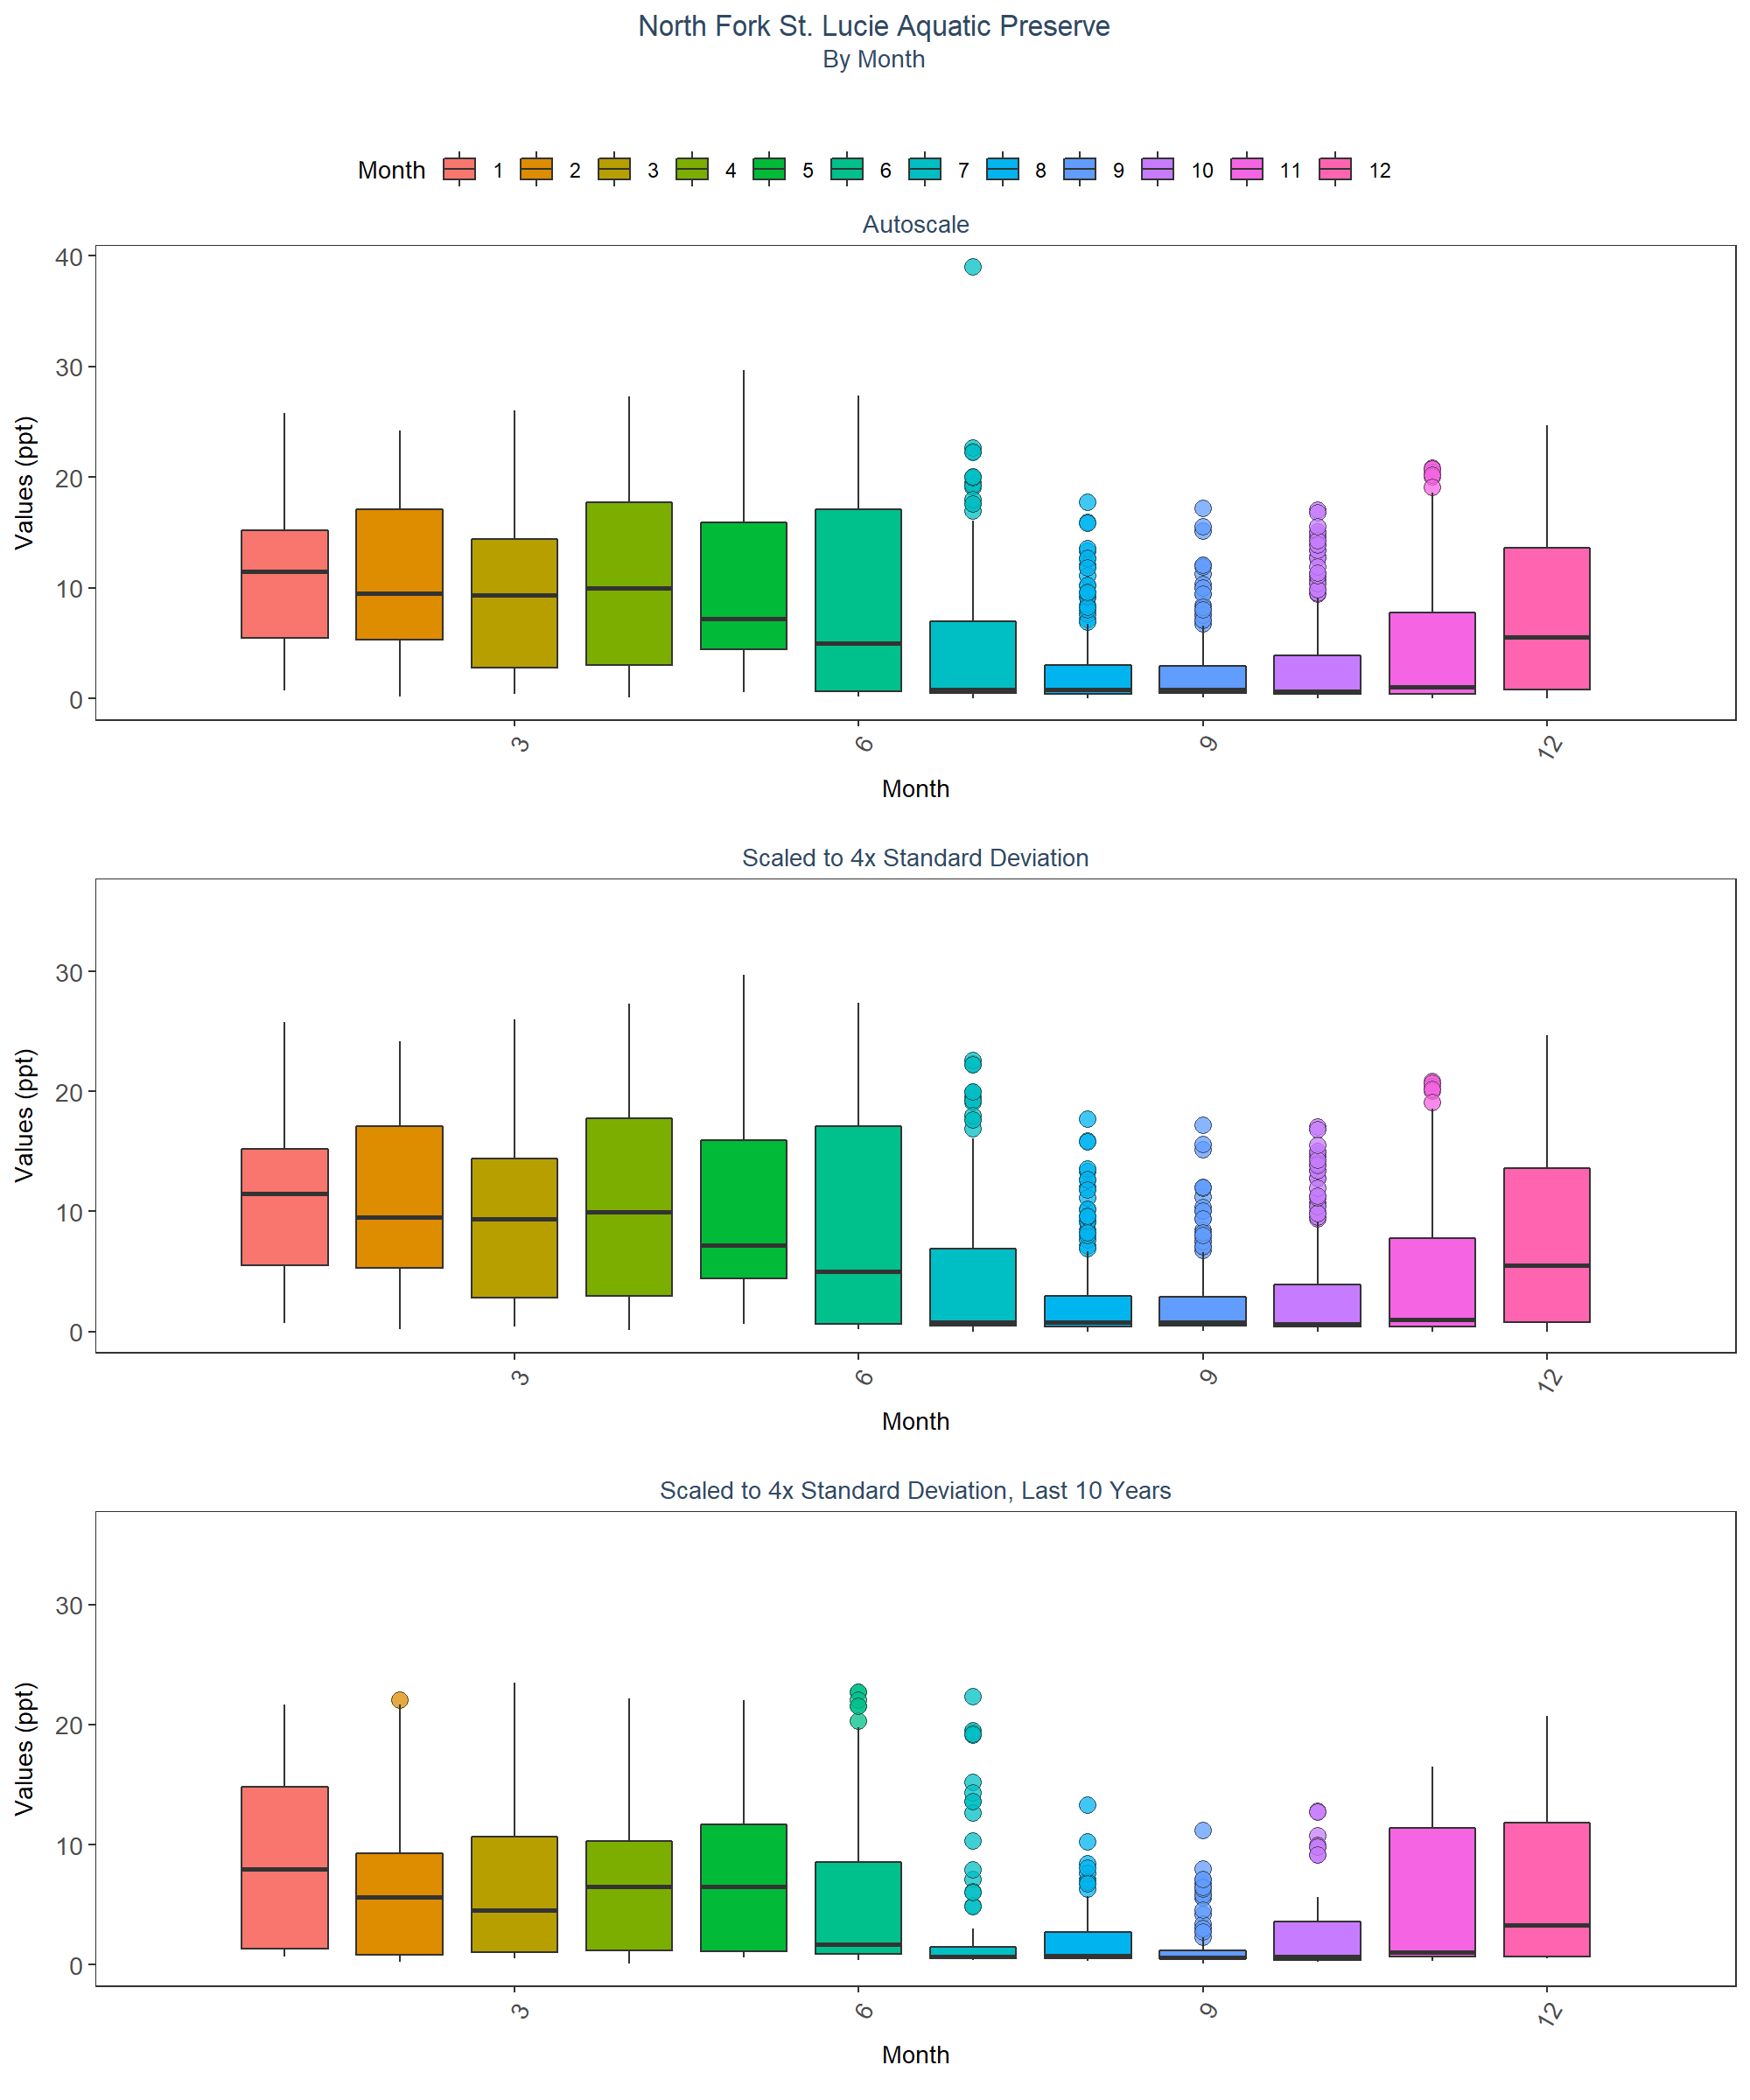 North Fork St. Lucie Aquatic Preserve
By Month
Month 1 2 3 4 5 6 7 8 9 10 11 12
Autoscale
Values (ppt)
40
30
20
10
0
3 6 9 12
Month
Scaled to 4x Standard Deviation
Values (ppt)
30
20
10
0
3 6 9 12
Month
Scaled to 4x Standard Deviation, Last 10 Years
Values (ppt)
30
20
10
0
3 6 9 12
Month